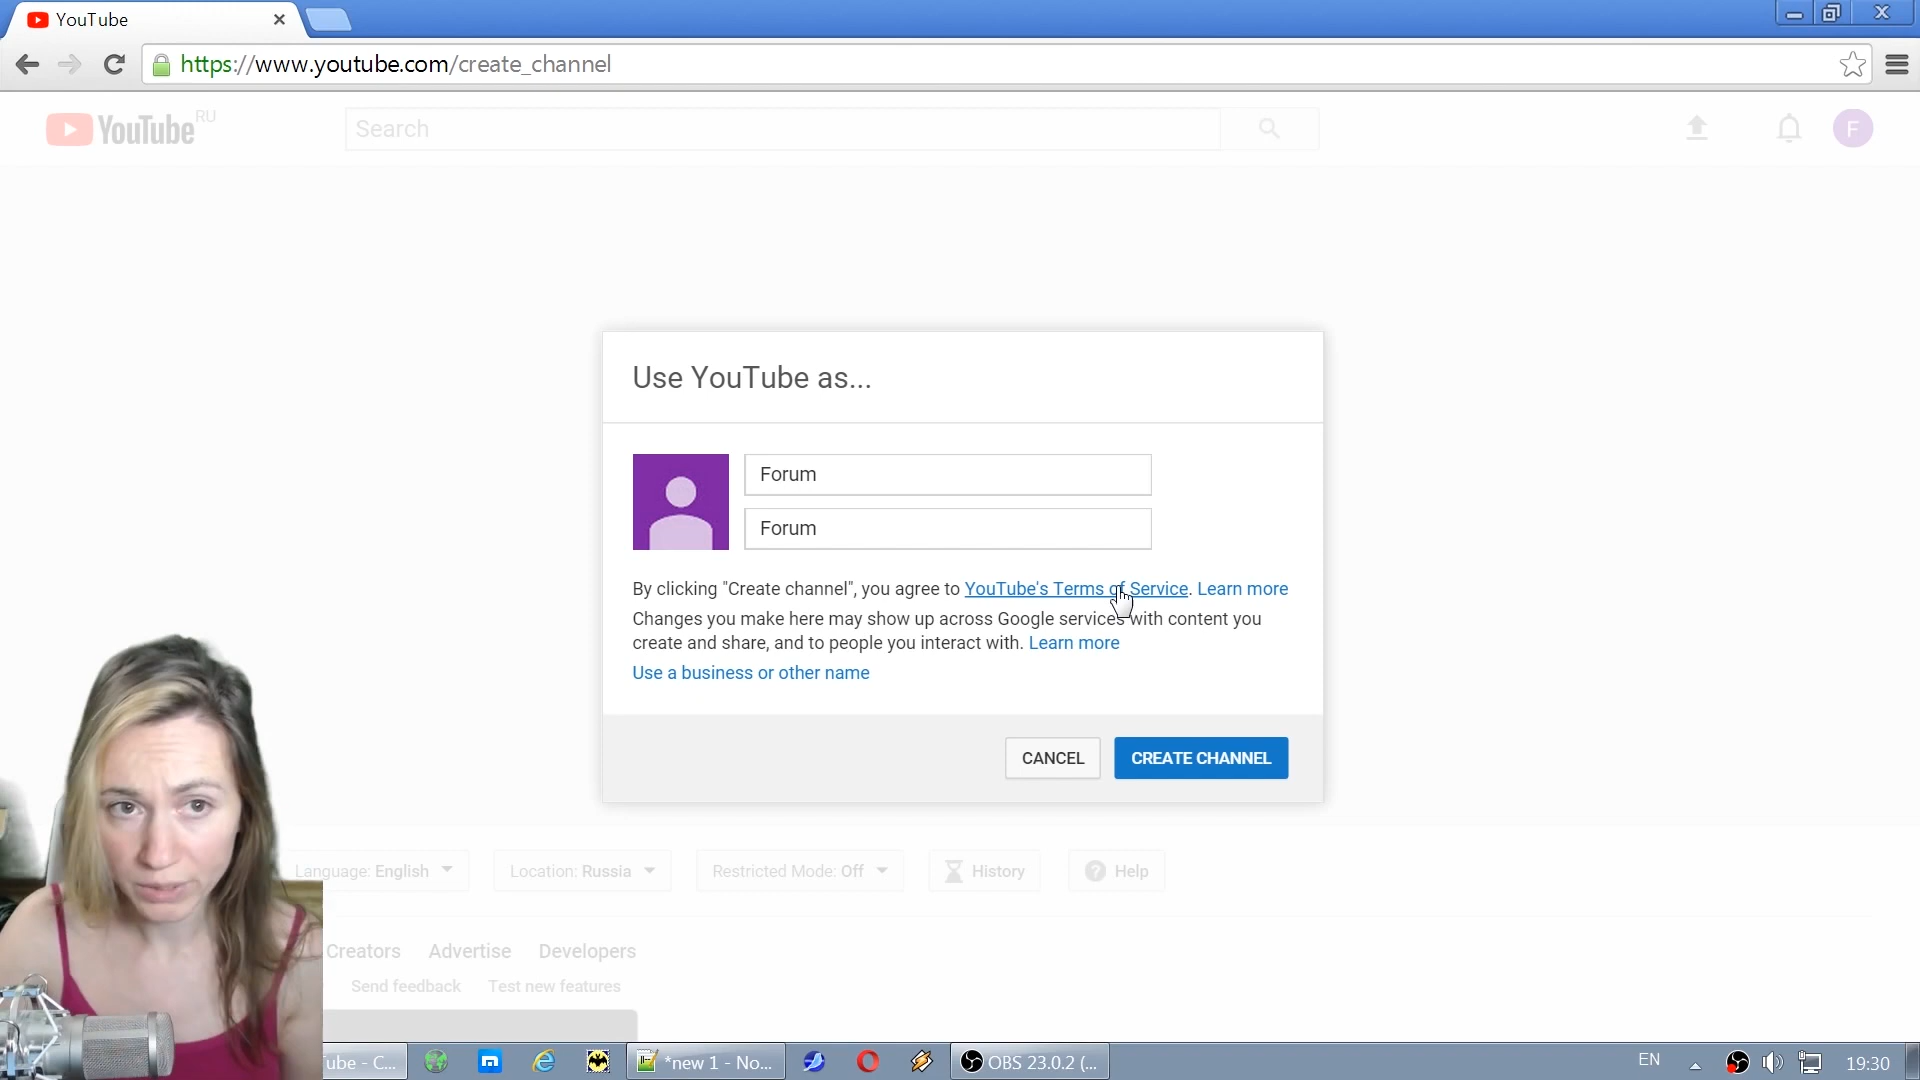 YouTube
https://www.youtube.com/create_channel
YouTube RU
Search
F
Use YouTube as...
Forum
Forum
By clicking "Create channel", you agree to YouTube's Terms of Service. Learn more
Changes you make here may show up across Google services with content you
create and share, and to people you interact with. Learn more
Use a business or other name
CANCEL
CREATE CHANNEL
Language: English
Location: Russia
Restricted Mode: Off
History
Help
Creators
Advertise
Developers
Send feedback
Test new features
ube - C...
*new 1 - No...
OBS 23.0.2 (...
EN
19:30